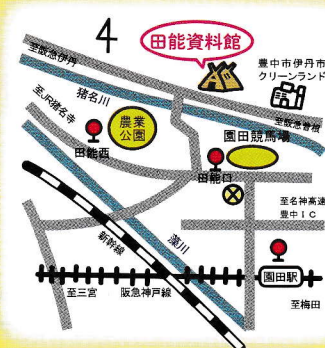 4
田能資料館
至阪急伊丹
豊中市伊丹市
クリーンランド
猪名川
至JR猪名寺
農業
公園
至阪急曽根
園田競馬場
田能西
田能口
至名神高速
豊中IC
新幹線
藻川
園田駅
至三宮
阪急神戸線
至梅田